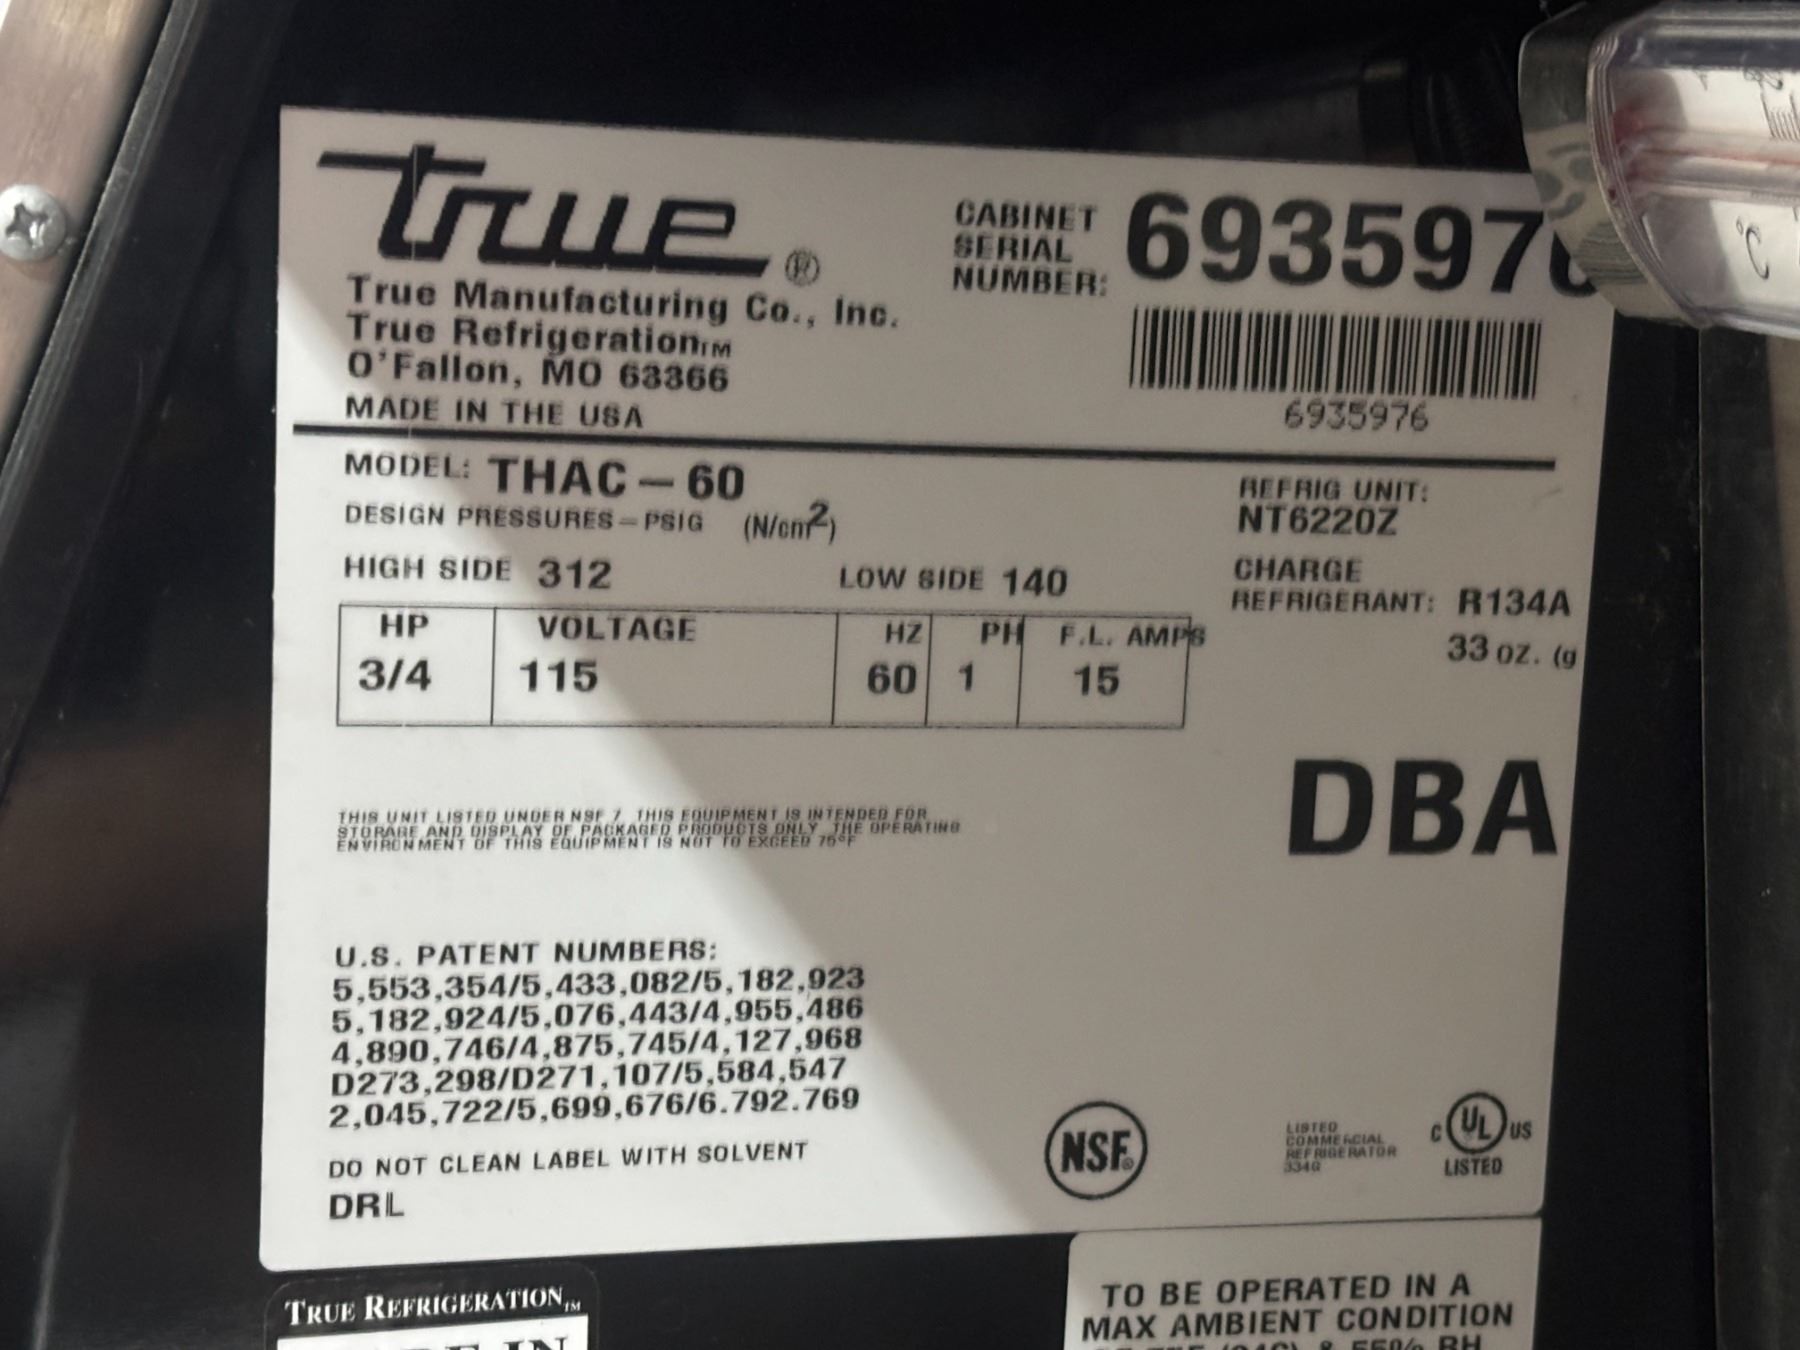 true®
True Manufacturing Co., Inc.
True Refrigeration™
O'Fallon, MO 63366
MADE IN THE USA
CABINET
SERIAL
NUMBER: 6935976
6935976
MODEL: THAC-60
DESIGN PRESSURES-PSIG (N/cm²)
HIGH SIDE 312 LOW SIDE 140
REFRIG UNIT:
NT6220Z
CHARGE
REFRIGERANT: R134A
33 oz. (g
HP VOLTAGE HZ PH F.L. AMPS
3/4 115 60 1 15
DBA
THIS UNIT LISTED UNDER NSF 7. THIS EQUIPMENT IS INTENDED FOR
STORAGE AND DISPLAY OF PACKAGED PRODUCTS ONLY. THE OPERATING
ENVIRONMENT OF THIS EQUIPMENT IS NOT TO EXCEED 75°F
U.S. PATENT NUMBERS:
5,553,354/5,433,082/5,182,923
5,182,924/5,076,443/4,955,486
4,890,746/4,875,745/4,127,968
D273,298/D271,107/5,584,547
2,045,722/5,699,676/6.792.769
DO NOT CLEAN LABEL WITH SOLVENT
DRL
NSF®
LISTED
COMMERCIAL
REFRIGERATOR
334G
C UL US
LISTED
TRUE REFRIGERATION™
IN
TO BE OPERATED IN A
MAX AMBIENT CONDITION
& 55% RH
°C